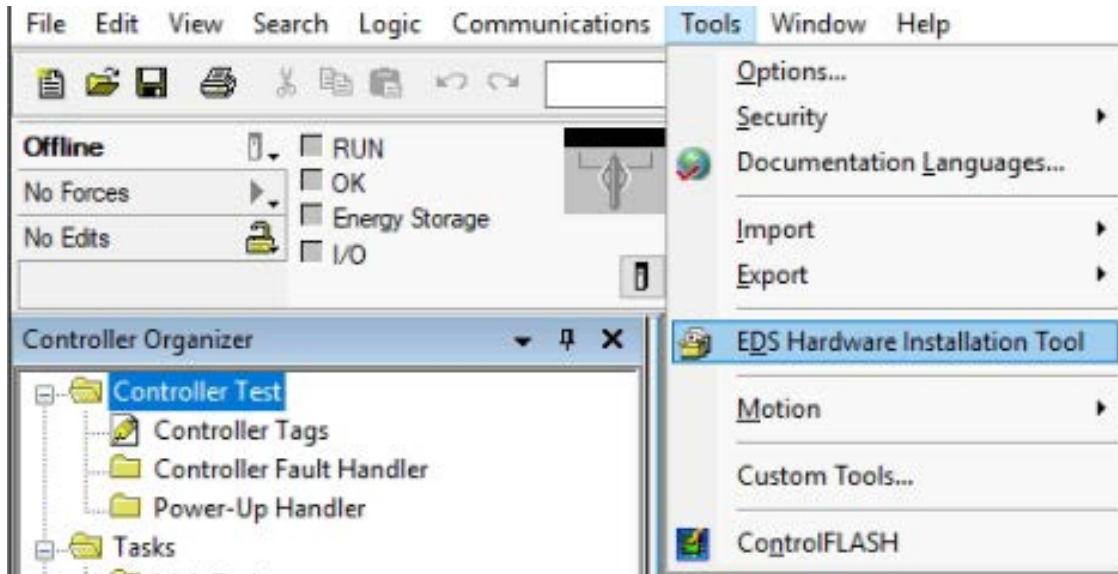 File Edit View Search Logic Communications Tools Window Help
Offline
No Forces
No Edits
RUN
OK
Energy Storage
I/O
Options...
Security
Documentation Languages...
Import
Export
EDS Hardware Installation Tool
Motion
Custom Tools...
ControlFLASH
Controller Organizer
Controller Test
Controller Tags
Controller Fault Handler
Power-Up Handler
Tasks